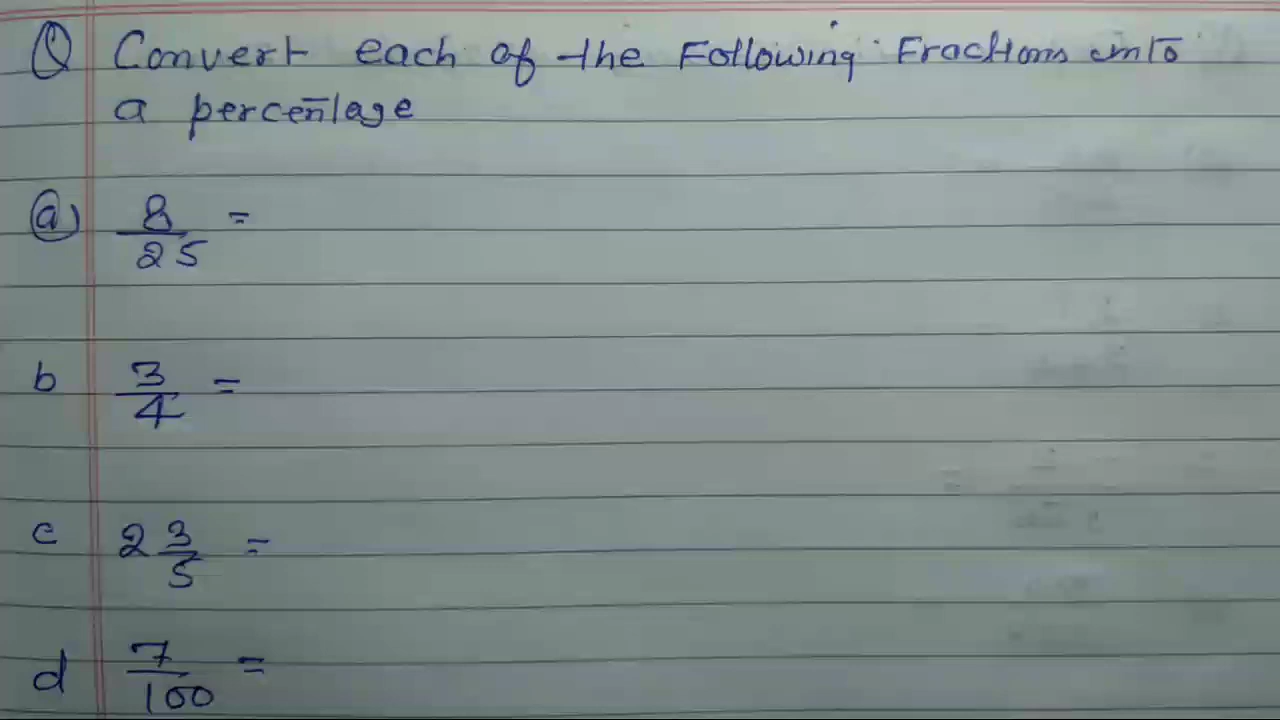 Q Convert each of the Following Fractions into
a percentage
a) 8/25 =
b 3/4 =
c 2 3/5 =
d 7/100 =